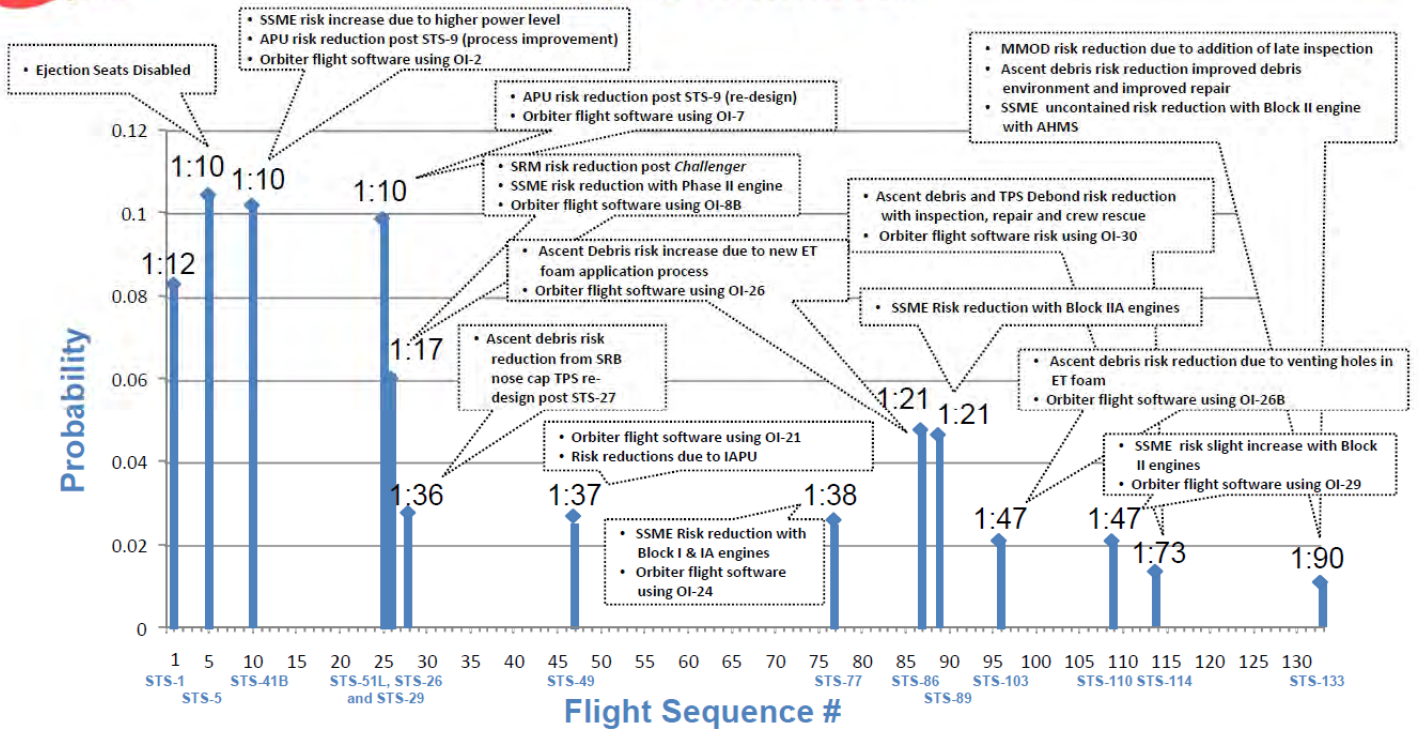 • SSME risk increase due to higher power level
• APU risk reduction post STS-9 (process improvement)
• Orbiter flight software using OI-2
• Ejection Seats Disabled
• MMOD risk reduction due to addition of late inspection
• Ascent debris risk reduction improved debris
environment and improved repair
• SSME uncontained risk reduction with Block II engine
with AHMS
• APU risk reduction post STS-9 (re-design)
• Orbiter flight software using OI-7
• SRM risk reduction post Challenger
• SSME risk reduction with Phase II engine
• Orbiter flight software using OI-8B
• Ascent debris and TPS Debond risk reduction
with inspection, repair and crew rescue
• Orbiter flight software risk using OI-30
• Ascent Debris risk increase due to new ET
foam application process
• Orbiter flight software using OI-26
• SSME Risk reduction with Block IIA engines
• Ascent debris risk
reduction from SRB
nose cap TPS re-
design post STS-27
• Ascent debris risk reduction due to venting holes in
ET foam
• Orbiter flight software using OI-26B
• Orbiter flight software using OI-21
• Risk reductions due to IAPU
• SSME risk slight increase with Block
II engines
• Orbiter flight software using OI-29
• SSME Risk reduction with
Block I & IA engines
• Orbiter flight software
using OI-24
1:12
1:10
1:10
1:10
1:17
1:36
1:37
1:38
1:21
1:21
1:47
1:47
1:73
1:90
Probability
0.12
0.1
0.08
0.06
0.04
0.02
0
1 5 10 15 20 25 30 35 40 45 50 55 60 65 70 75 80 85 90 95 100 105 110 115 120 125 130
STS-1 STS-41B STS-51L, STS-26 STS-49 STS-77 STS-86 STS-103 STS-110 STS-114 STS-133
STS-5 and STS-29 STS-89
Flight Sequence #